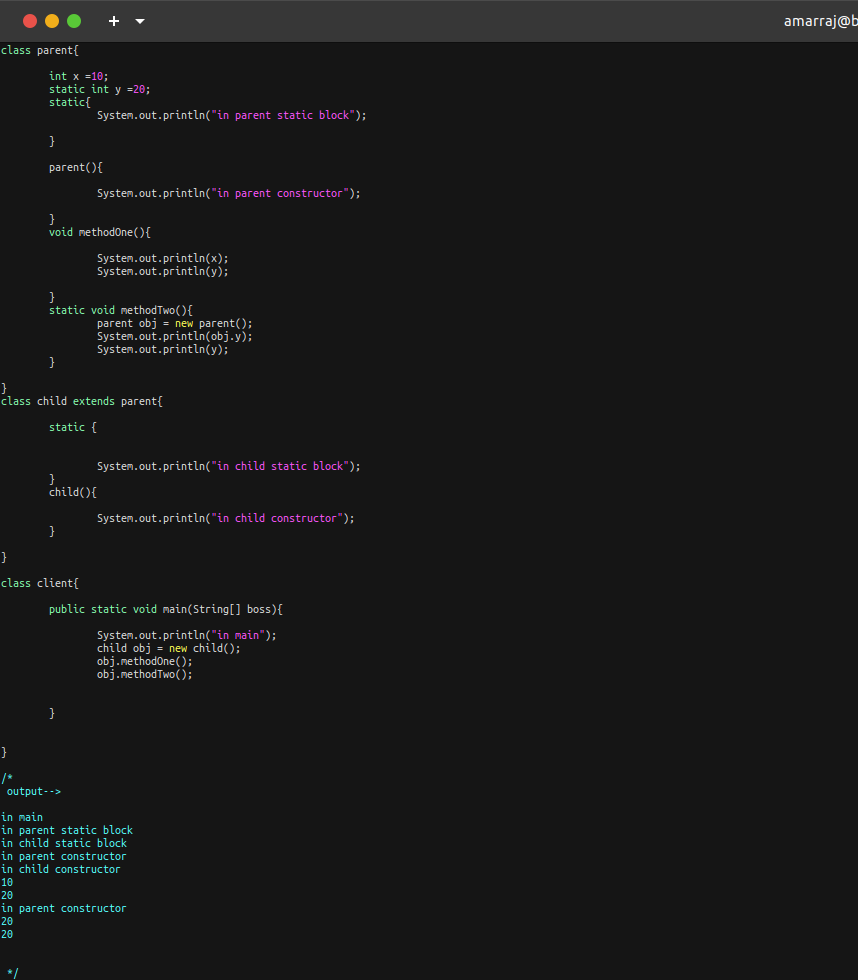 amarraj@b
class parent{
int x =10;
static int y =20;
static{
System.out.println("in parent static block");
}
parent(){
System.out.println("in parent constructor");
}
void methodOne(){
System.out.println(x);
System.out.println(y);
}
static void methodTwo(){
parent obj = new parent();
System.out.println(obj.y);
System.out.println(y);
}
}
class child extends parent{
static {
System.out.println("in child static block");
}
child(){
System.out.println("in child constructor");
}
}
class client{
public static void main(String[] boss){
System.out.println("in main");
child obj = new child();
obj.methodOne();
obj.methodTwo();
}
}
/*
output-->
in main
in parent static block
in child static block
in parent constructor
in child constructor
10
20
in parent constructor
20
20
*/